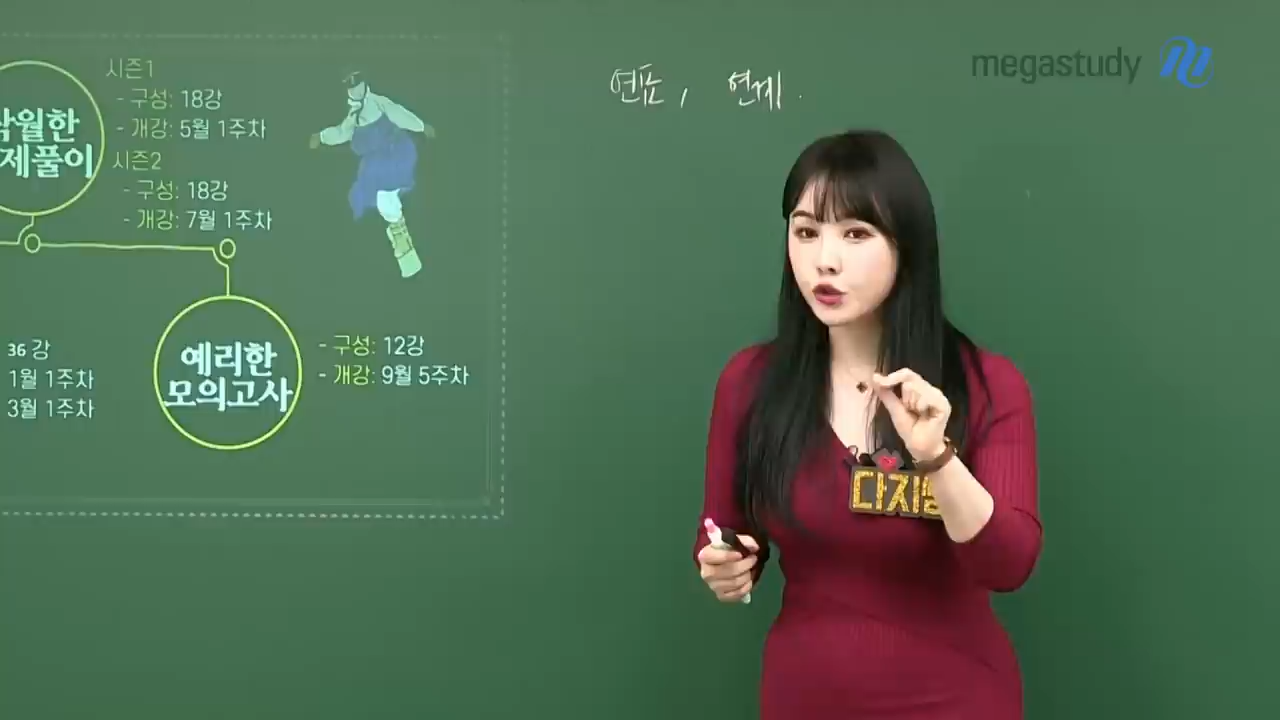 megastudy
연표, 연계.
시즌1
- 구성: 18강
- 개강: 5월 1주차
시즌2
- 구성: 18강
- 개강: 7월 1주차
월한
제풀이
36 강
1월 1주차
3월 1주차
예리한
모의고사
- 구성: 12강
- 개강: 9월 5주차
다지쌤